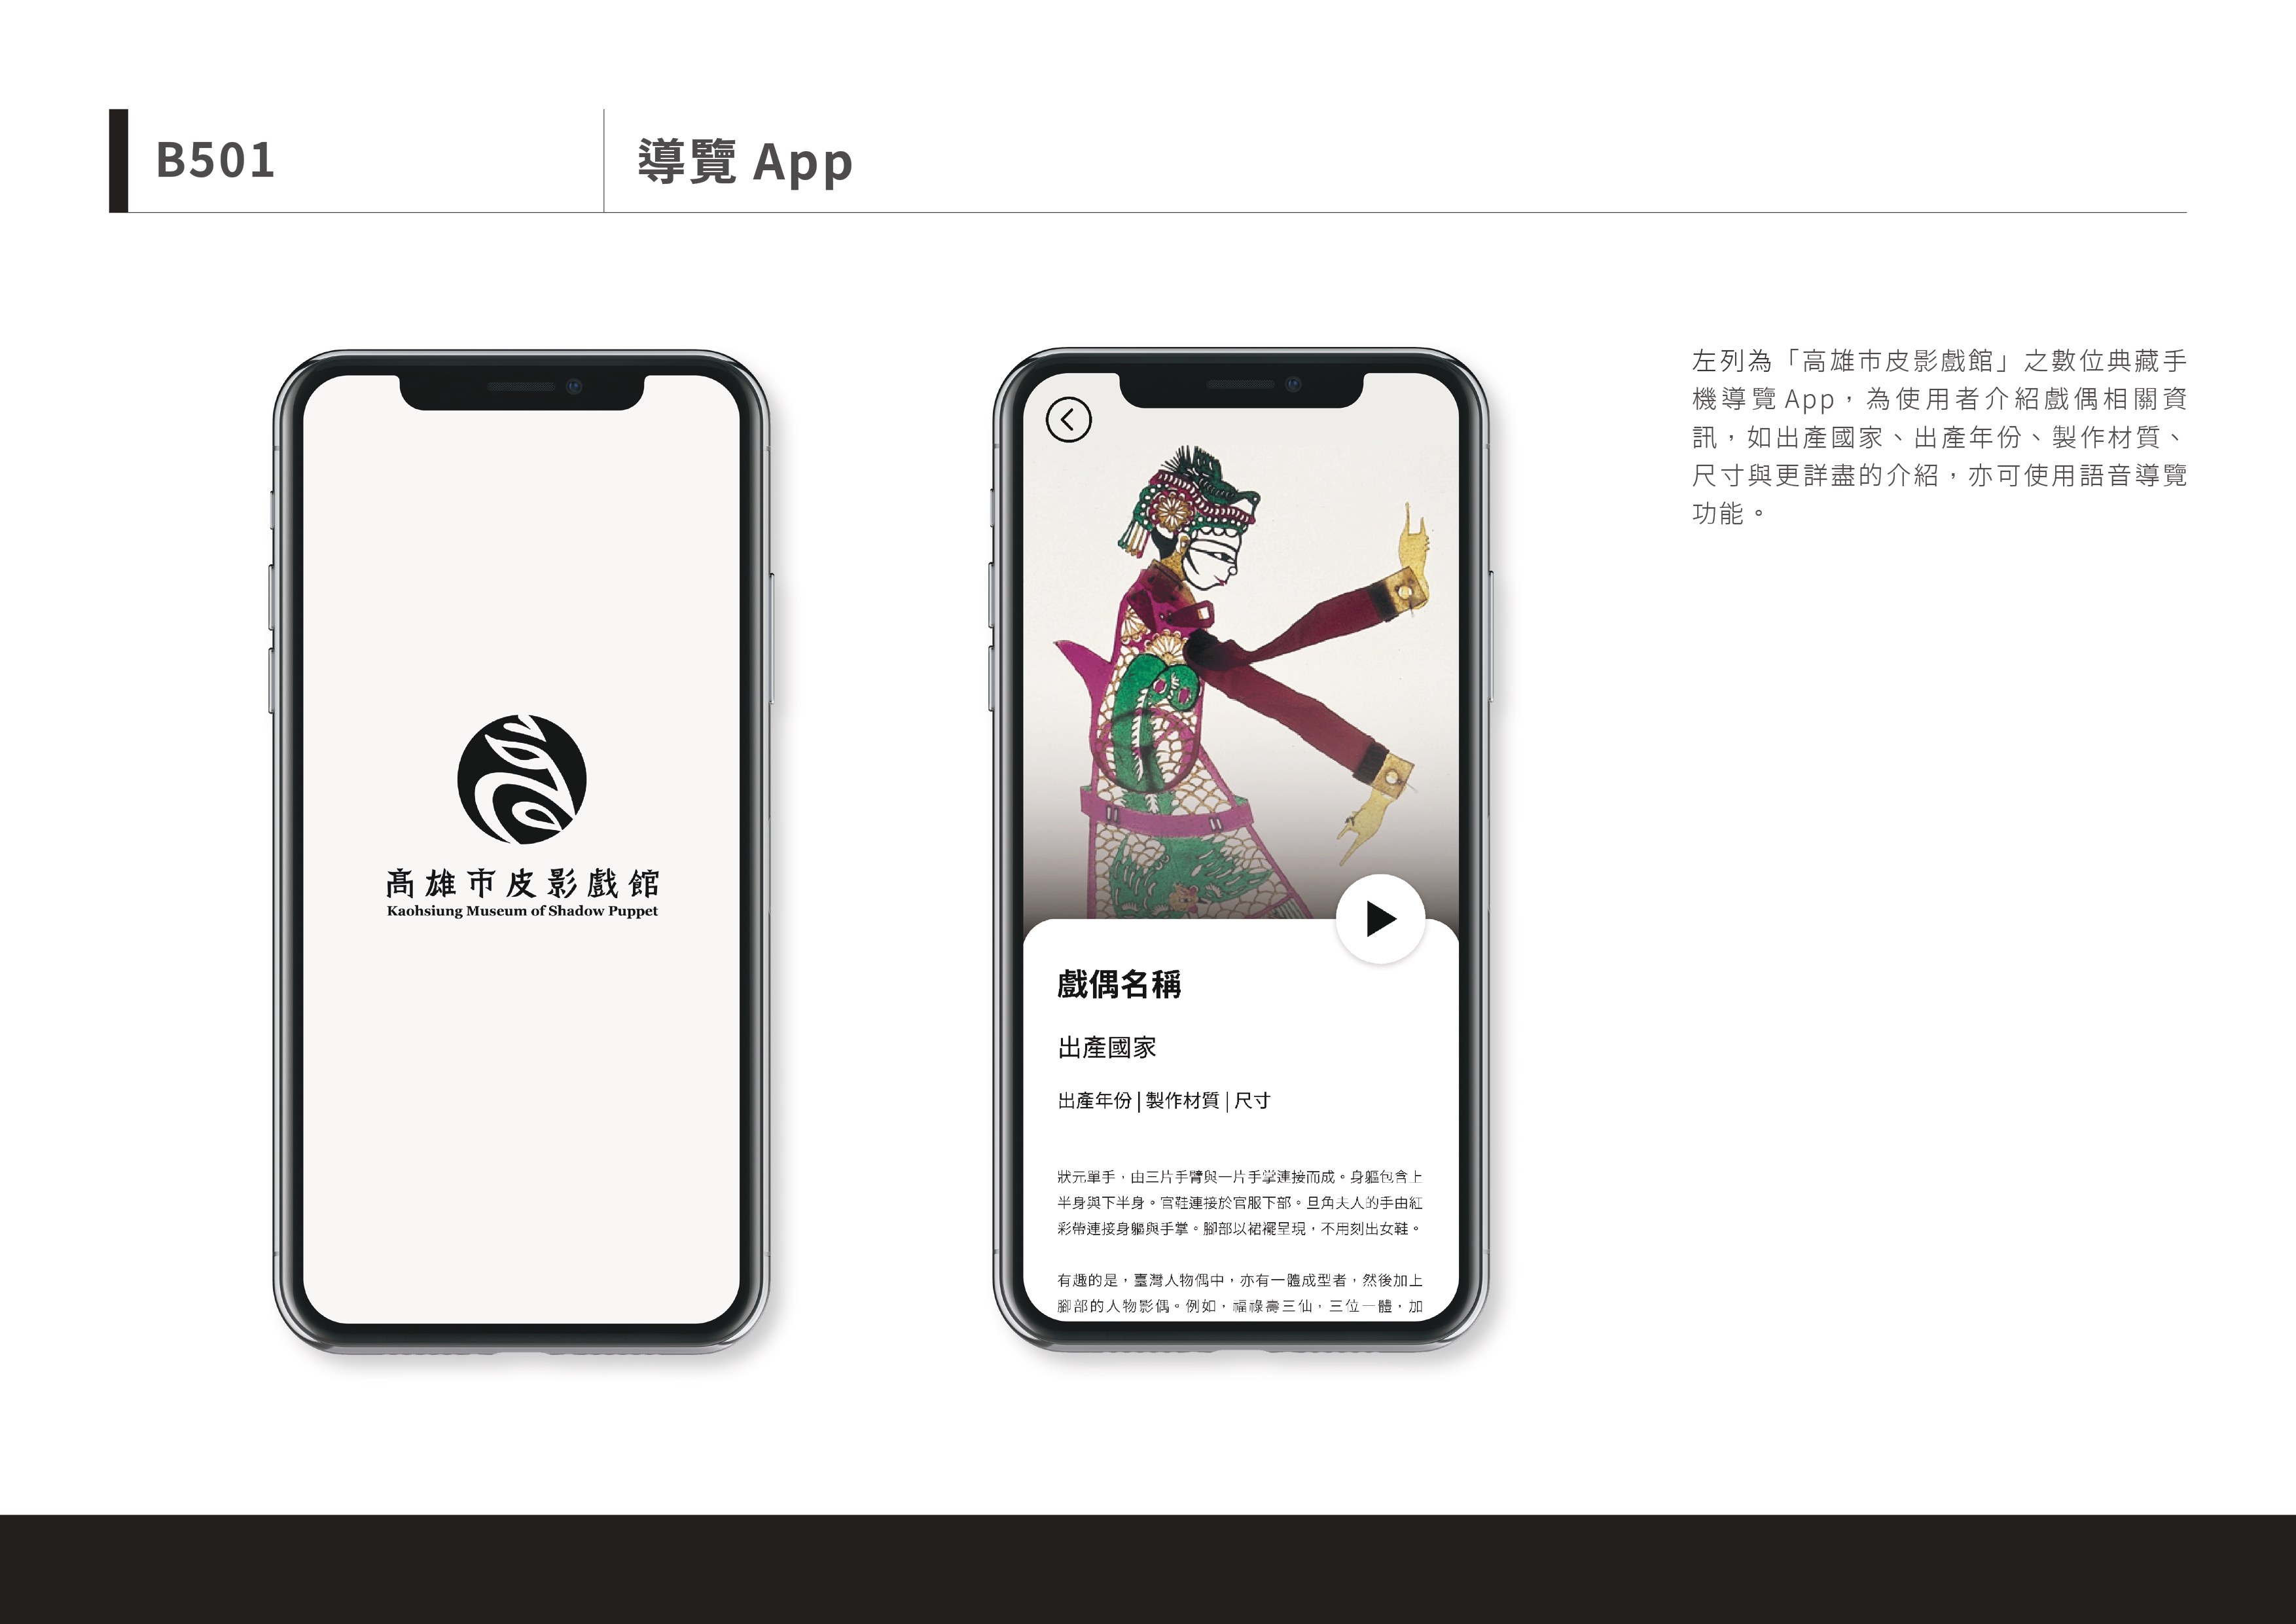 B501
導覽 App
高雄市皮影戲館
Kaohsiung Museum of Shadow Puppet
戲偶名稱
出產國家
出產年份 | 製作材質 | 尺寸
狀元單手，由三片手臂與一片手掌連接而成。身軀包含上
半身與下半身。官鞋連接於官服下部。旦角夫人的手由紅
彩帶連接身軀與手掌。腳部以裙襬呈現，不用刻出女鞋。
有趣的是，臺灣人物偶中，亦有一體成型者，然後加上
腳部的人物影偶。例如，福祿壽三仙，三位一體，加
左列為「高雄市皮影戲館」之數位典藏手
機導覽 App，為使用者介紹戲偶相關資
訊，如出產國家、出產年份、製作材質、
尺寸與更詳盡的介紹，亦可使用語音導覽
功能。